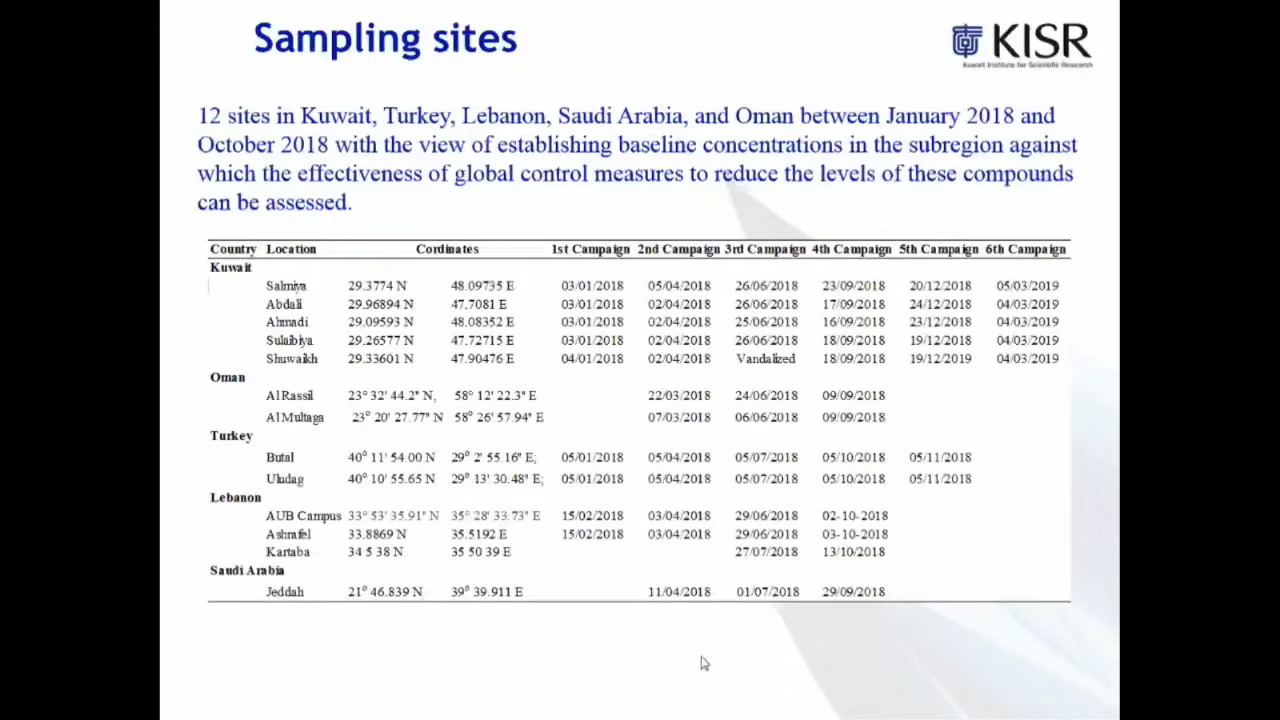 Sampling sites
KISR
Kuwait Institute for Scientific Research
12 sites in Kuwait, Turkey, Lebanon, Saudi Arabia, and Oman between January 2018 and
October 2018 with the view of establishing baseline concentrations in the subregion against
which the effectiveness of global control measures to reduce the levels of these compounds
can be assessed.
Country Location Cordinates 1st Campaign 2nd Campaign 3rd Campaign 4th Campaign 5th Campaign 6th Campaign
Kuwait
Salmiya 29.3774 N 48.09735 E 03/01/2018 05/04/2018 26/06/2018 23/09/2018 20/12/2018 05/03/2019
Abdali 29.96894 N 47.7081 E 03/01/2018 02/04/2018 26/06/2018 17/09/2018 24/12/2018 04/03/2019
Ahmadi 29.09593 N 48.08352 E 03/01/2018 02/04/2018 25/06/2018 16/09/2018 23/12/2018 04/03/2019
Sulaibiya 29.26577 N 47.72715 E 03/01/2018 02/04/2018 26/06/2018 18/09/2018 19/12/2018 04/03/2019
Shuwaikh 29.33601 N 47.90476 E 04/01/2018 02/04/2018 Vandalized 18/09/2018 19/12/2019 04/03/2019
Oman
Al Rassil 23° 32' 44.2" N, 58° 12' 22.3" E 22/03/2018 24/06/2018 09/09/2018
Al Multaga 23° 20' 27.77" N 58° 26' 57.94" E 07/03/2018 06/06/2018 09/09/2018
Turkey
Butal 40° 11' 54.00 N 29° 2' 55.16" E; 05/01/2018 05/04/2018 05/07/2018 05/10/2018 05/11/2018
Uludag 40° 10' 55.65 N 29° 13' 30.48" E; 05/01/2018 05/04/2018 05/07/2018 05/10/2018 05/11/2018
Lebanon
AUB Campus 33° 53' 35.91" N 35° 28' 33.73" E 15/02/2018 03/04/2018 29/06/2018 02-10-2018
Ashrafel 33.8869 N 35.5192 E 15/02/2018 03/04/2018 29/06/2018 03-10-2018
Kartaba 34 5 38 N 35 50 39 E 27/07/2018 13/10/2018
Saudi Arabia
Jeddah 21° 46.839 N 39° 39.911 E 11/04/2018 01/07/2018 29/09/2018